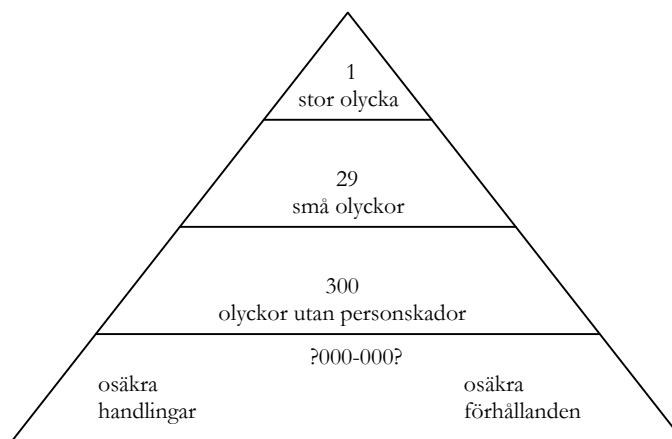 1
stor olycka
29
små olyckor
300
olyckor utan personskador
?000-000?
osäkra
handlingar
osäkra
förhållanden